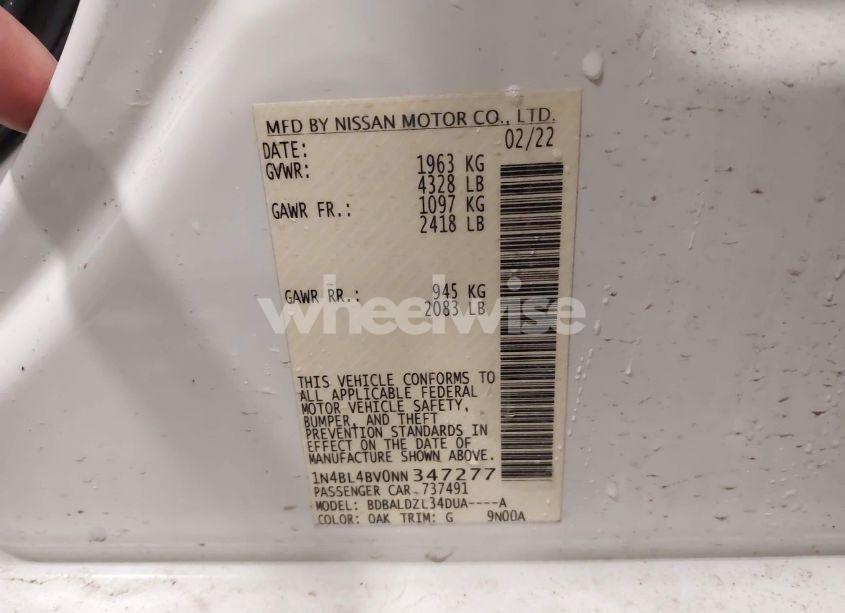 MFD BY NISSAN MOTOR CO., LTD.
DATE: 02/22
GVWR: 1963 KG
4328 LB
GAWR FR.: 1097 KG
2418 LB
GAWR RR.: 945 KG
2083 LB
wheelwise
THIS VEHICLE CONFORMS TO
ALL APPLICABLE FEDERAL
MOTOR VEHICLE SAFETY,
BUMPER, AND THEFT
PREVENTION STANDARDS IN
EFFECT ON THE DATE OF
MANUFACTURE SHOWN ABOVE.
1N4BL4BV0NN 347277
PASSENGER CAR 737491
MODEL: BDBALDZL34DUA----A
COLOR: OAK TRIM: G 9N00A